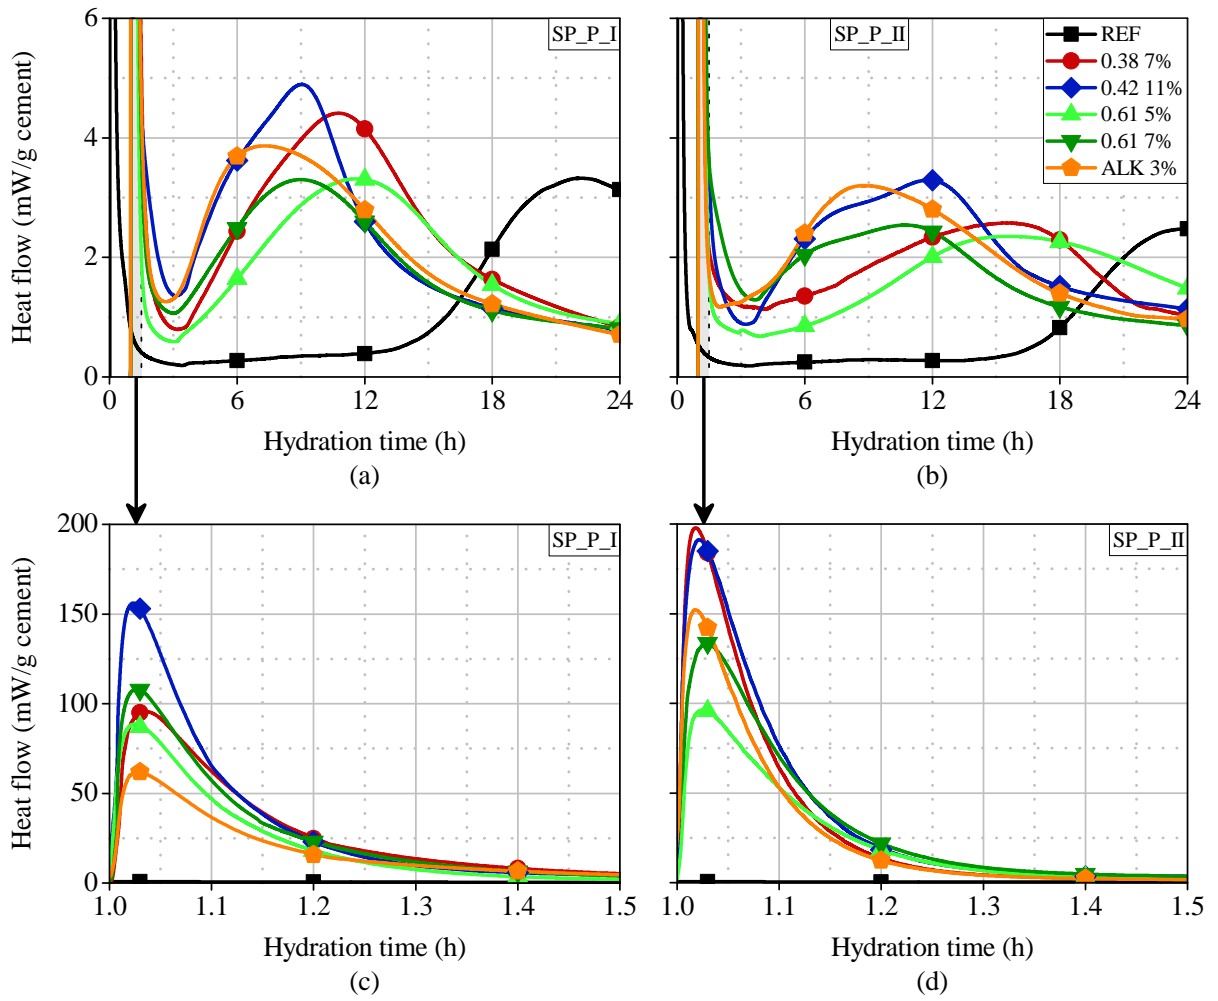 SP_P_I
6
4
2
0
Heat flow (mW/g cement)
0 6 12 18 24
Hydration time (h)
(a)
SP_P_II
REF
0.38 7%
0.42 11%
0.61 5%
0.61 7%
ALK 3%
0 6 12 18 24
Hydration time (h)
(b)
SP_P_I
200
150
100
50
0
Heat flow (mW/g cement)
1.0 1.1 1.2 1.3 1.4 1.5
Hydration time (h)
(c)
SP_P_II
1.0 1.1 1.2 1.3 1.4 1.5
Hydration time (h)
(d)